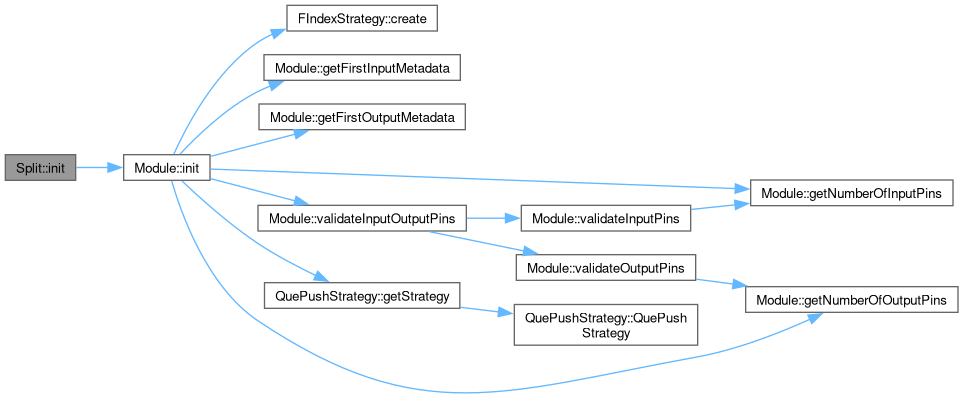 FIndexStrategy::create
Module::getFirstInputMetadata
Module::getFirstOutputMetadata
Split::init
Module::init
Module::getNumberOfInputPins
Module::validateInputOutputPins
Module::validateInputPins
Module::validateOutputPins
QuePushStrategy::getStrategy
Module::getNumberOfOutputPins
QuePushStrategy::QuePush
Strategy